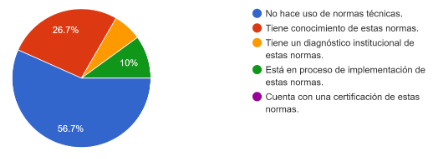 26.7%
10%
56.7%
No hace uso de normas técnicas.
Tiene conocimiento de estas normas.
Tiene un diagnóstico institucional de
estas normas.
Está en proceso de implementación de
estas normas.
Cuenta con una certificación de estas
normas.